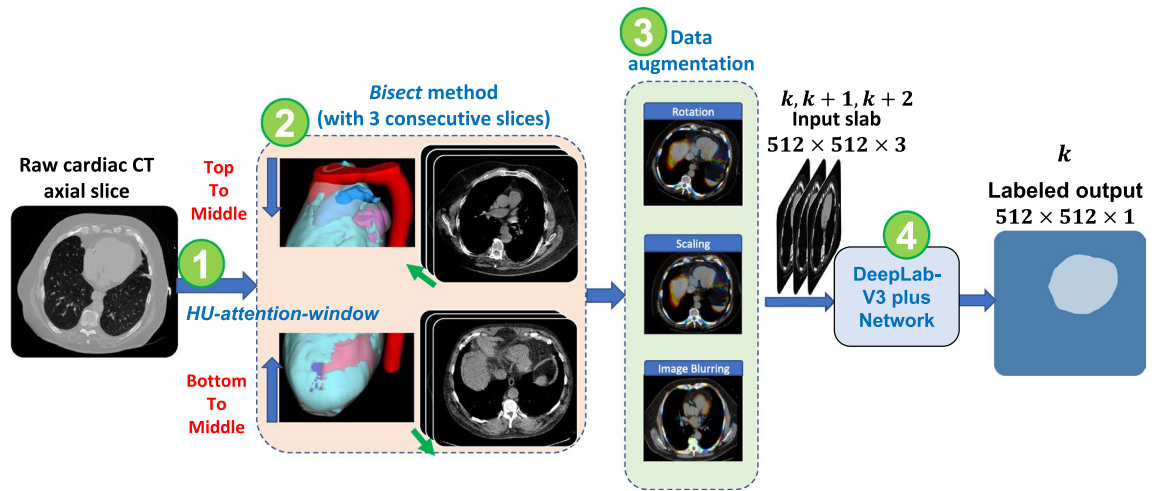 Raw cardiac CT
axial slice
1
HU-attention-window
2
Bisect method
(with 3 consecutive slices)
Top
To
Middle
Bottom
To
Middle
3
Data
augmentation
Rotation
Scaling
Image Blurring
k, k + 1, k + 2
Input slab
512 × 512 × 3
4
DeepLab-
V3 plus
Network
k
Labeled output
512 × 512 × 1